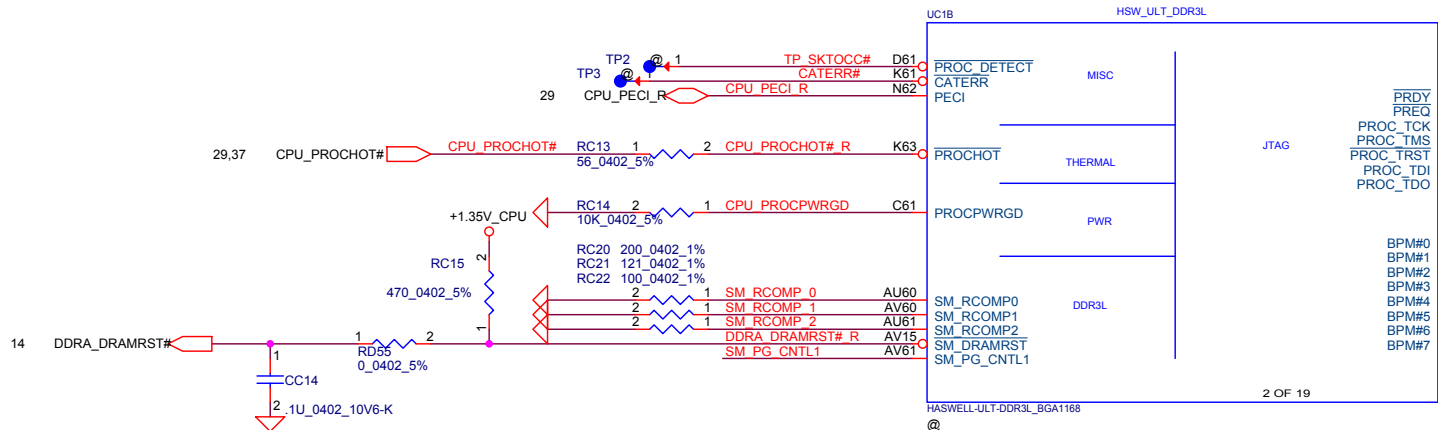 UC1B HSW_ULT_DDR3L
TP2 @ 1 TP_SKTOCC# D61 PROC_DETECT MISC
TP3 @ CATERR# K61 CATERR
29 CPU_PECI_R CPU_PECI_R N62 PECI
PRDY
PREQ
PROC_TCK
PROC_TMS
PROC_TRST
PROC_TDI
PROC_TDO
JTAG
29,37 CPU_PROCHOT# CPU_PROCHOT# RC13 1 2 CPU_PROCHOT#_R K63 PROCHOT
56_0402_5%
THERMAL
+1.35V_CPU
RC14 2 1 CPU_PROCPWRGD C61 PROCPWRGD
10K_0402_5%
PWR
RC15 2
470_0402_5%
1
RC20 200_0402_1%
RC21 121_0402_1%
RC22 100_0402_1%
BPM#0
BPM#1
BPM#2
BPM#3
BPM#4
BPM#5
BPM#6
BPM#7
DDR3L
2 1 SM_RCOMP_0 AU60 SM_RCOMP0
2 1 SM_RCOMP_1 AV60 SM_RCOMP1
2 1 SM_RCOMP_2 AU61 SM_RCOMP2
14 DDRA_DRAMRST# 1 2 DDRA_DRAMRST#_R AV15 SM_DRAMRST
RD55
0_0402_5%
SM_PG_CNTL1 AV61 SM_PG_CNTL1
1
CC14
2 .1U_0402_10V6-K
2 OF 19
HASWELL-ULT-DDR3L_BGA1168
@